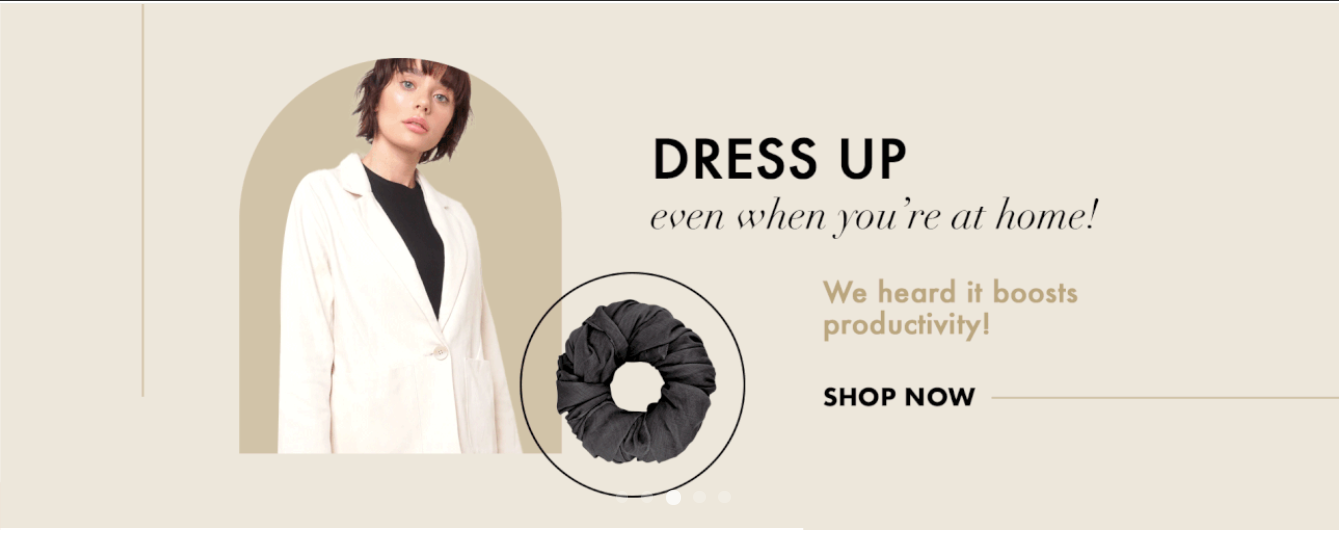 DRESS UP
even when you’re at home!
We heard it boosts
productivity!
SHOP NOW